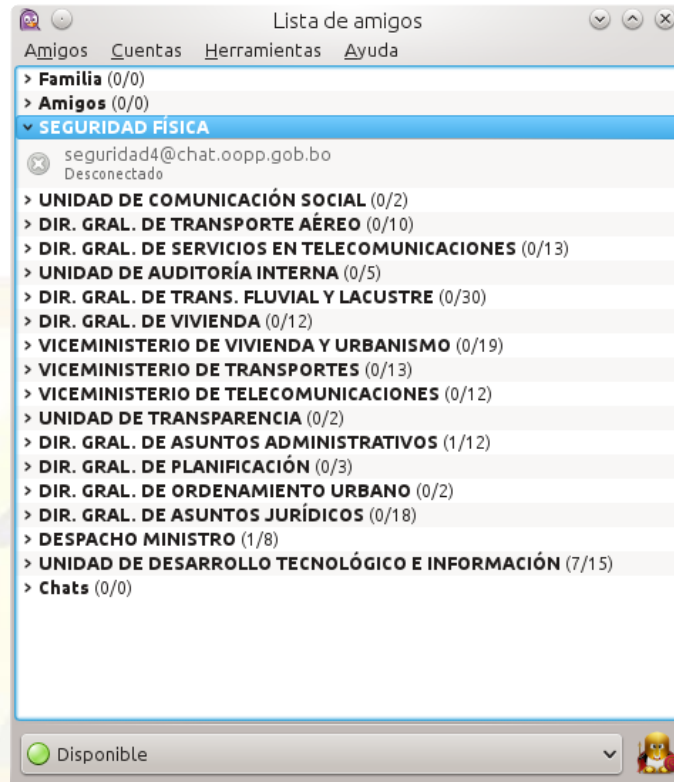 Lista de amigos
Amigos Cuentas Herramientas Ayuda
Familia (0/0)
Amigos (0/0)
SEGURIDAD FÍSICA
seguridad4@chat.oopp.gob.bo
Desconectado
UNIDAD DE COMUNICACIÓN SOCIAL (0/2)
DIR. GRAL. DE TRANSPORTE AÉREO (0/10)
DIR. GRAL. DE SERVICIOS EN TELECOMUNICACIONES (0/13)
UNIDAD DE AUDITORÍA INTERNA (0/5)
DIR. GRAL. DE TRANS. FLUVIAL Y LACUSTRE (0/30)
DIR. GRAL. DE VIVIENDA (0/12)
VICEMINISTERIO DE VIVIENDA Y URBANISMO (0/19)
VICEMINISTERIO DE TRANSPORTES (0/13)
VICEMINISTERIO DE TELECOMUNICACIONES (0/12)
UNIDAD DE TRANSPARENCIA (0/2)
DIR. GRAL. DE ASUNTOS ADMINISTRATIVOS (1/12)
DIR. GRAL. DE PLANIFICACIÓN (0/3)
DIR. GRAL. DE ORDENAMIENTO URBANO (0/2)
DIR. GRAL. DE ASUNTOS JURÍDICOS (0/18)
DESPACHO MINISTRO (1/8)
UNIDAD DE DESARROLLO TECNOLÓGICO E INFORMACIÓN (7/15)
Chats (0/0)
Disponible